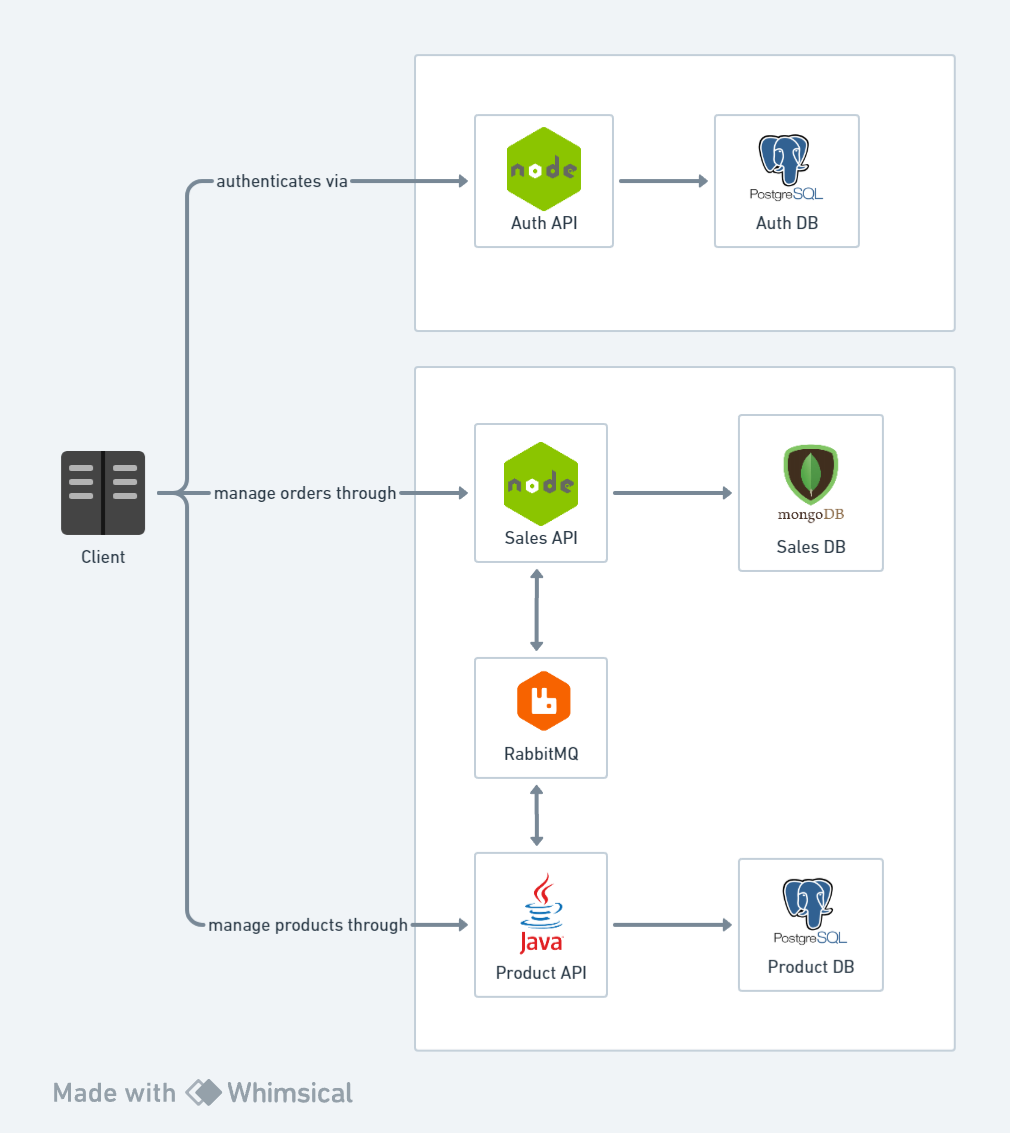 node
Auth API
PostgreSQL
Auth DB
authenticates via
node
Sales API
mongoDB
Sales DB
manage orders through
Client
RabbitMQ
Java
Product API
PostgreSQL
Product DB
manage products through
Made with Whimsical